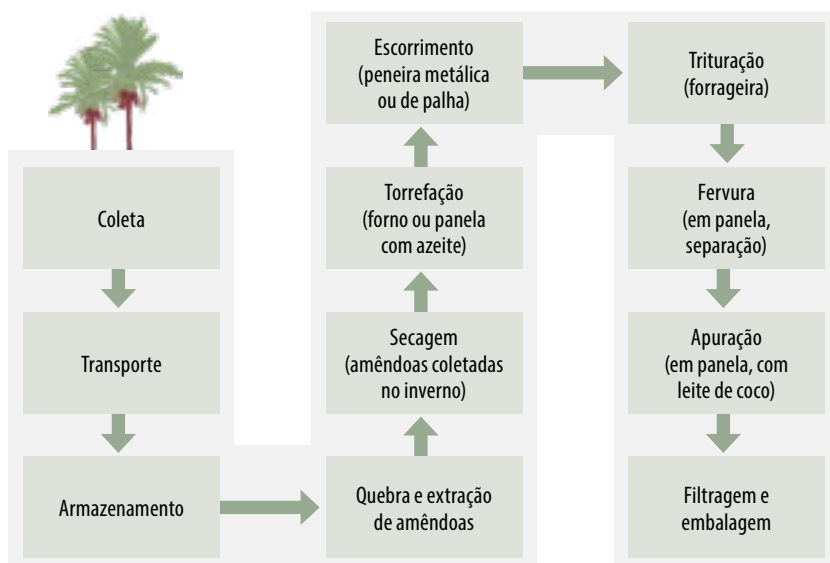 Coleta
Transporte
Armazenamento
Quebra e extração
de amêndoas
Secagem
(amêndoas coletadas
no inverno)
Torrefação
(forno ou panela
com azeite)
Escorrimento
(peneira metálica
ou de palha)
Trituração
(forrageira)
Fervura
(em panela,
separação)
Apuração
(em panela, com
leite de coco)
Filtragem e
embalagem